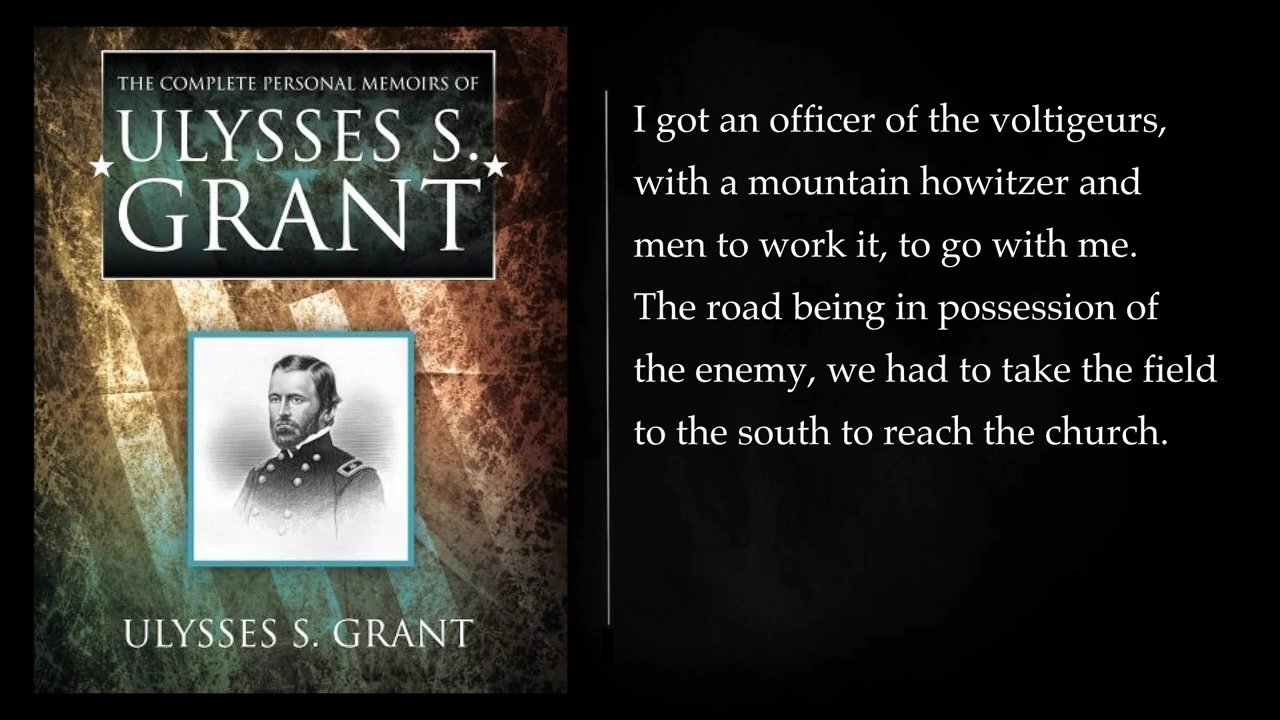 THE COMPLETE PERSONAL MEMOIRS OF
ULYSSES S.
GRANT
ULYSSES S. GRANT
I got an officer of the voltigeurs,
with a mountain howitzer and
men to work it, to go with me.
The road being in possession of
the enemy, we had to take the field
to the south to reach the church.